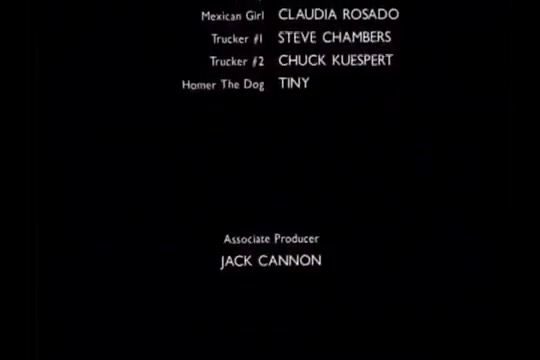 Mexican Girl CLAUDIA ROSADO
Trucker #1 STEVE CHAMBERS
Trucker #2 CHUCK KUESPERT
Homer The Dog TINY
Associate Producer
JACK CANNON